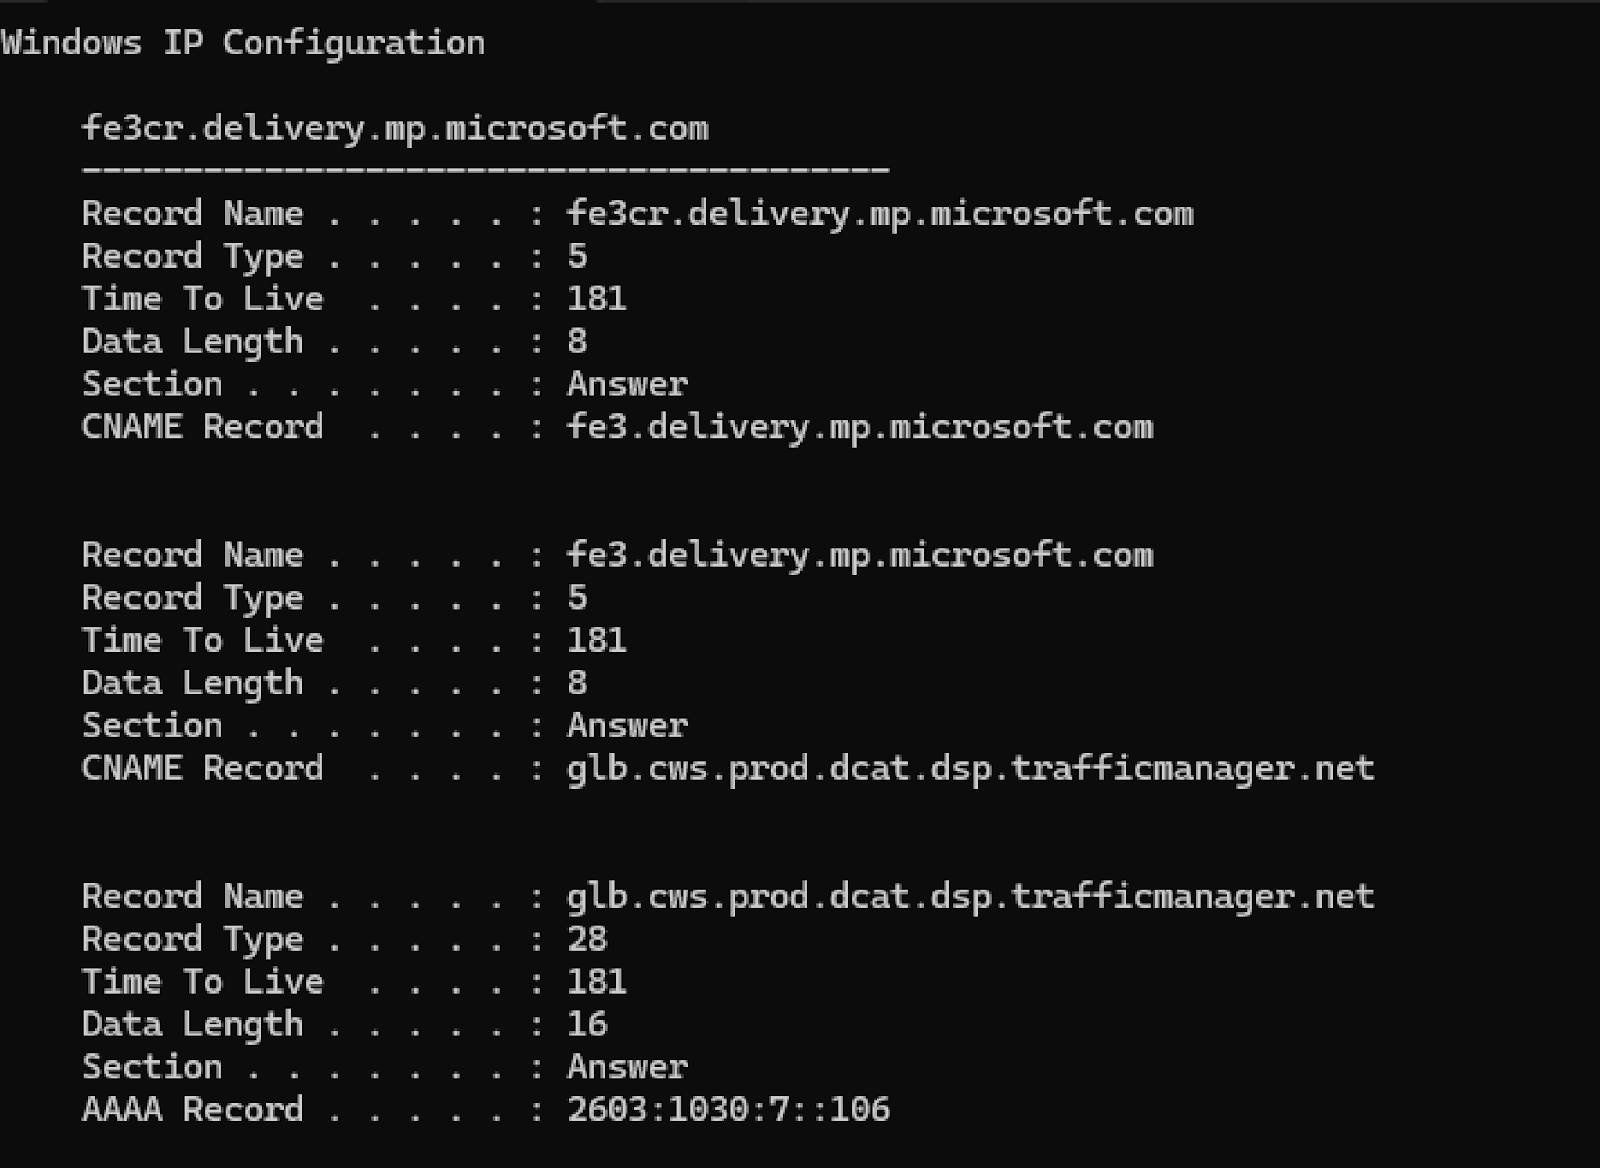 Windows IP Configuration
fe3cr.delivery.mp.microsoft.com
----------------------------------------
Record Name . . . . . : fe3cr.delivery.mp.microsoft.com
Record Type . . . . . : 5
Time To Live  . . . . : 181
Data Length . . . . . : 8
Section . . . . . . . : Answer
CNAME Record  . . . . : fe3.delivery.mp.microsoft.com
Record Name . . . . . : fe3.delivery.mp.microsoft.com
Record Type . . . . . : 5
Time To Live  . . . . : 181
Data Length . . . . . : 8
Section . . . . . . . : Answer
CNAME Record  . . . . : glb.cws.prod.dcat.dsp.trafficmanager.net
Record Name . . . . . : glb.cws.prod.dcat.dsp.trafficmanager.net
Record Type . . . . . : 28
Time To Live  . . . . : 181
Data Length . . . . . : 16
Section . . . . . . . : Answer
AAAA Record . . . . . : 2603:1030:7::106